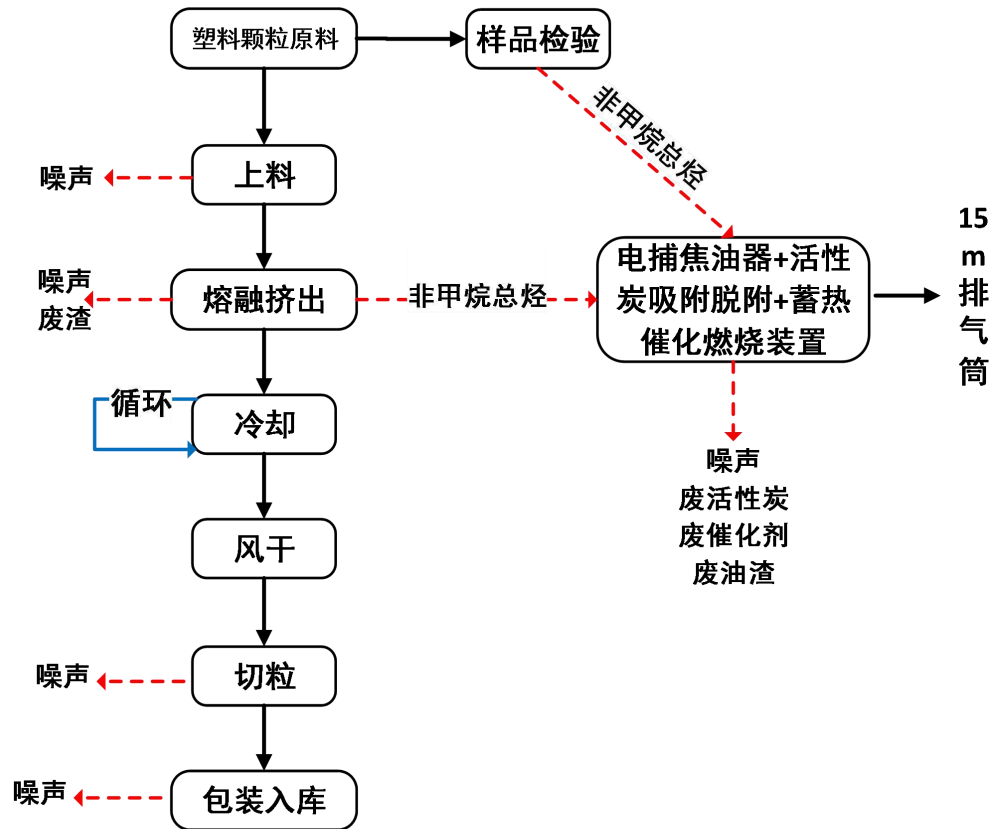 塑料颗粒原料
样品检验
非甲烷总烃
上料
噪声
熔融挤出
噪声
废渣
非甲烷总烃
电捕焦油器+活性
炭吸附脱附+蓄热
催化燃烧装置
15
m
排
气
筒
循环
冷却
噪声
废活性炭
废催化剂
废油渣
风干
切粒
噪声
包装入库
噪声